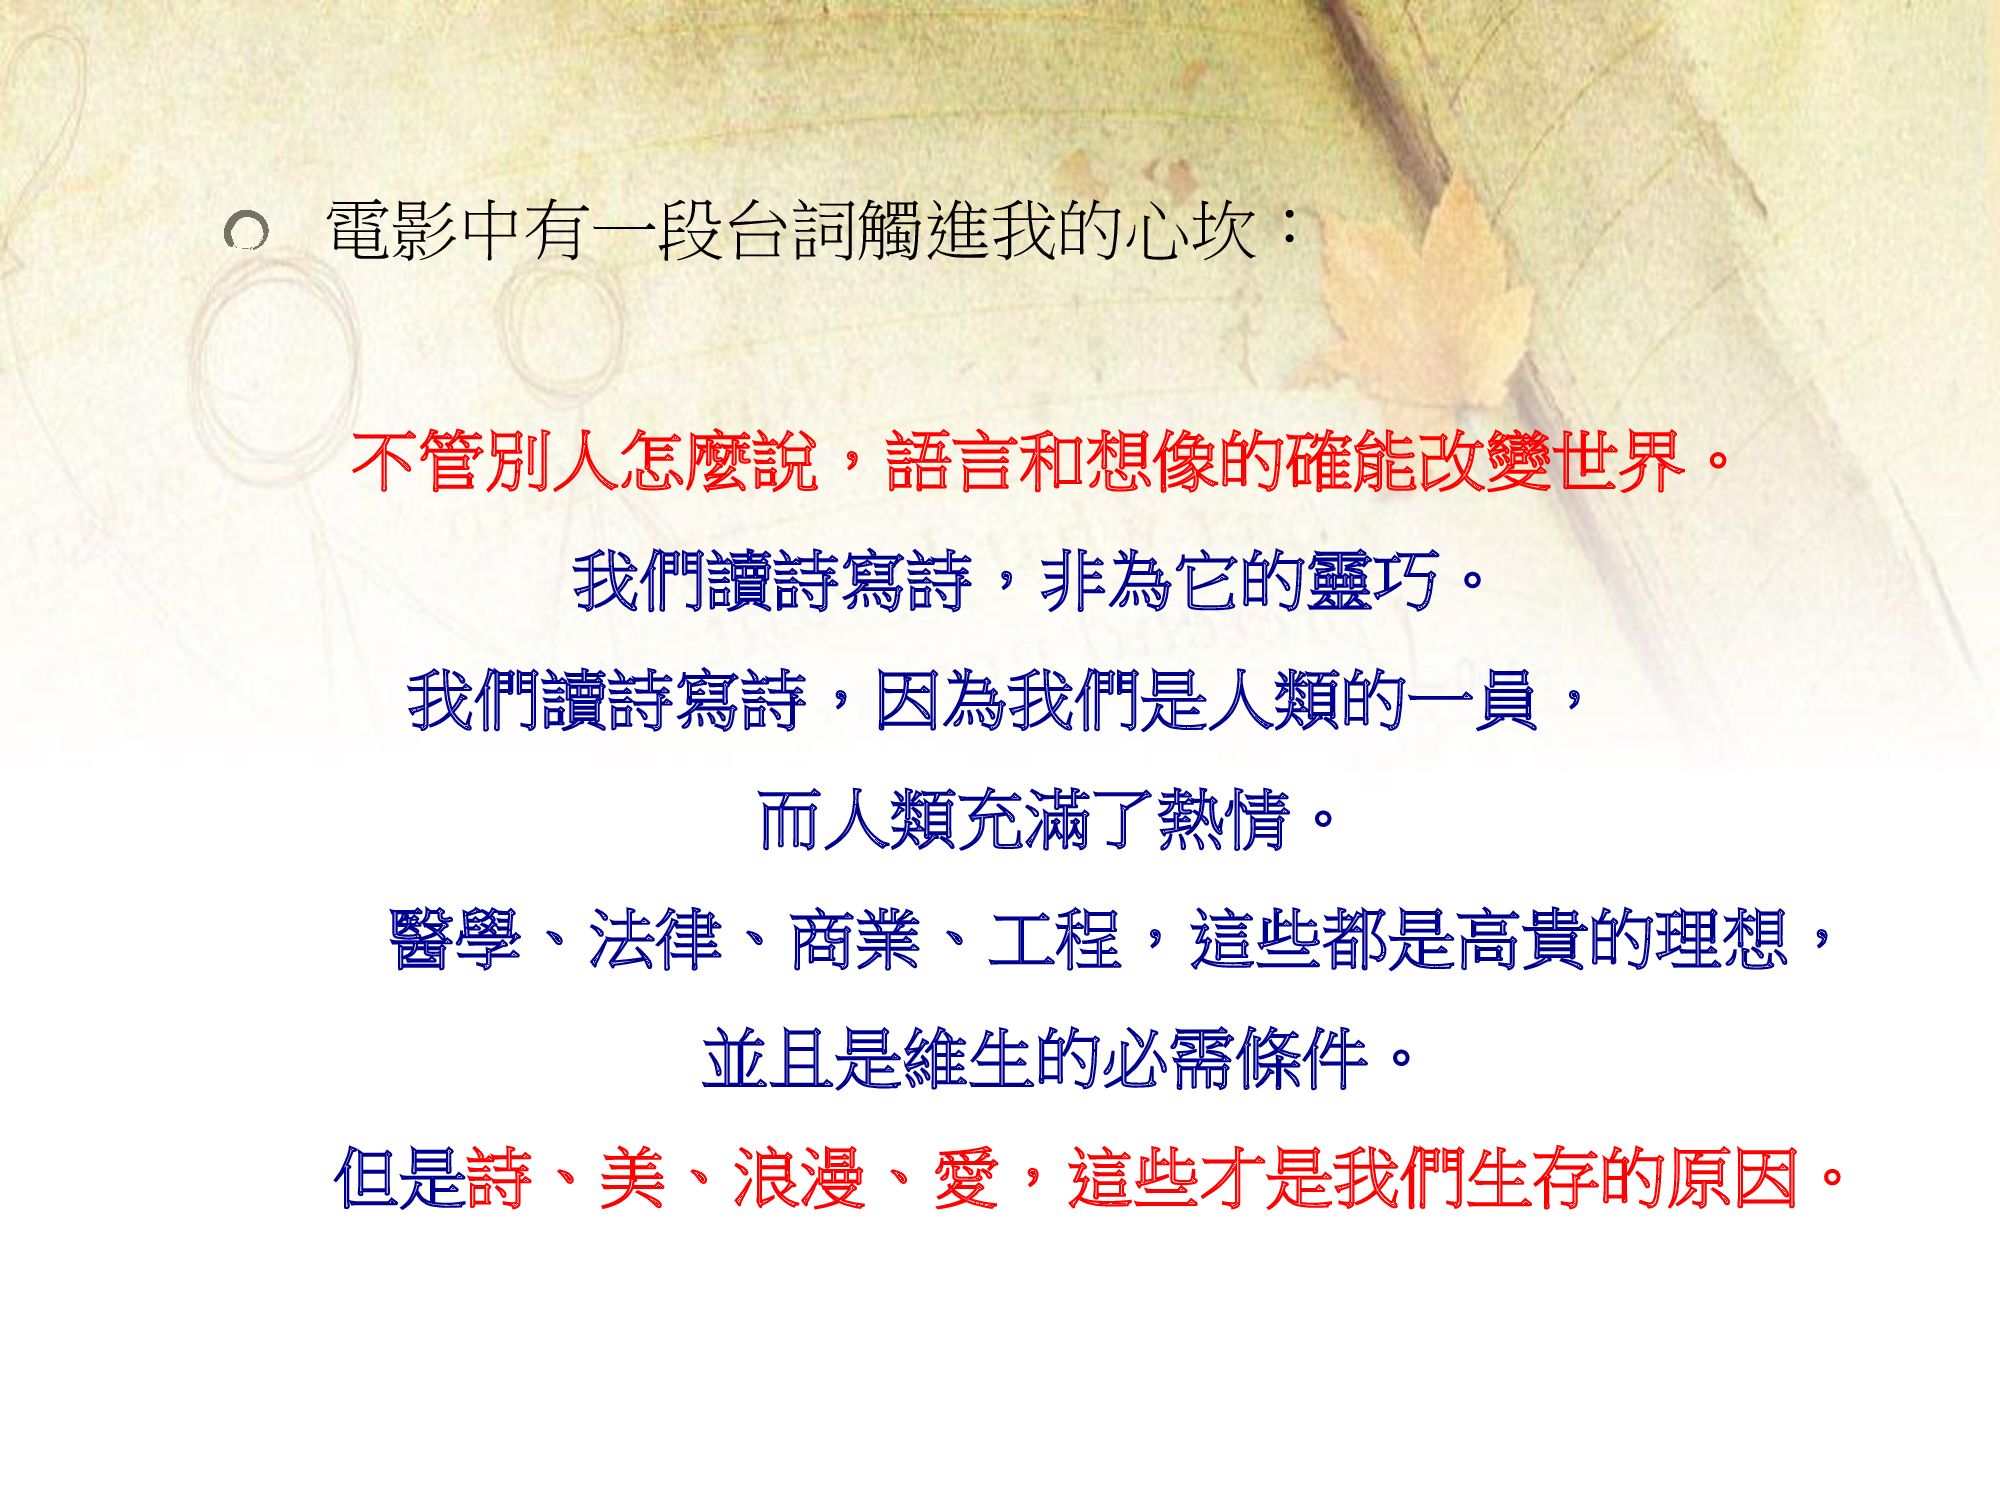 電影中有一段台詞觸進我的心坎：
不管別人怎麼說，語言和想像的確能改變世界。
我們讀詩寫詩，非為它的靈巧。
我們讀詩寫詩，因為我們是人類的一員，
而人類充滿了熱情。
醫學、法律、商業、工程，這些都是高貴的理想，
並且是維生的必需條件。
但是詩、美、浪漫、愛，這些才是我們生存的原因。